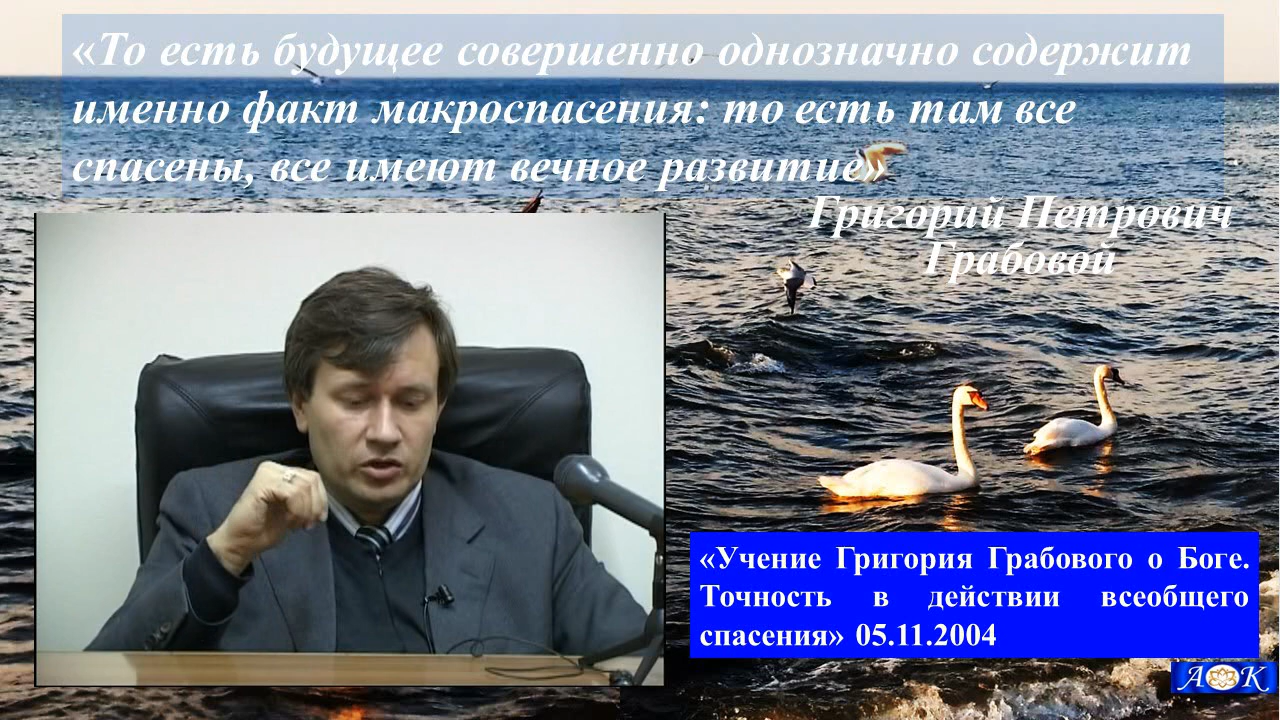 «То есть будущее совершенно однозначно содержит
именно факт макроспасения: то есть там все
спасены, все имеют вечное развитие»
Григорий Петрович
Грабовой
«Учение Григория Грабового о Боге.
Точность в действии всеобщего
спасения» 05.11.2004
А К